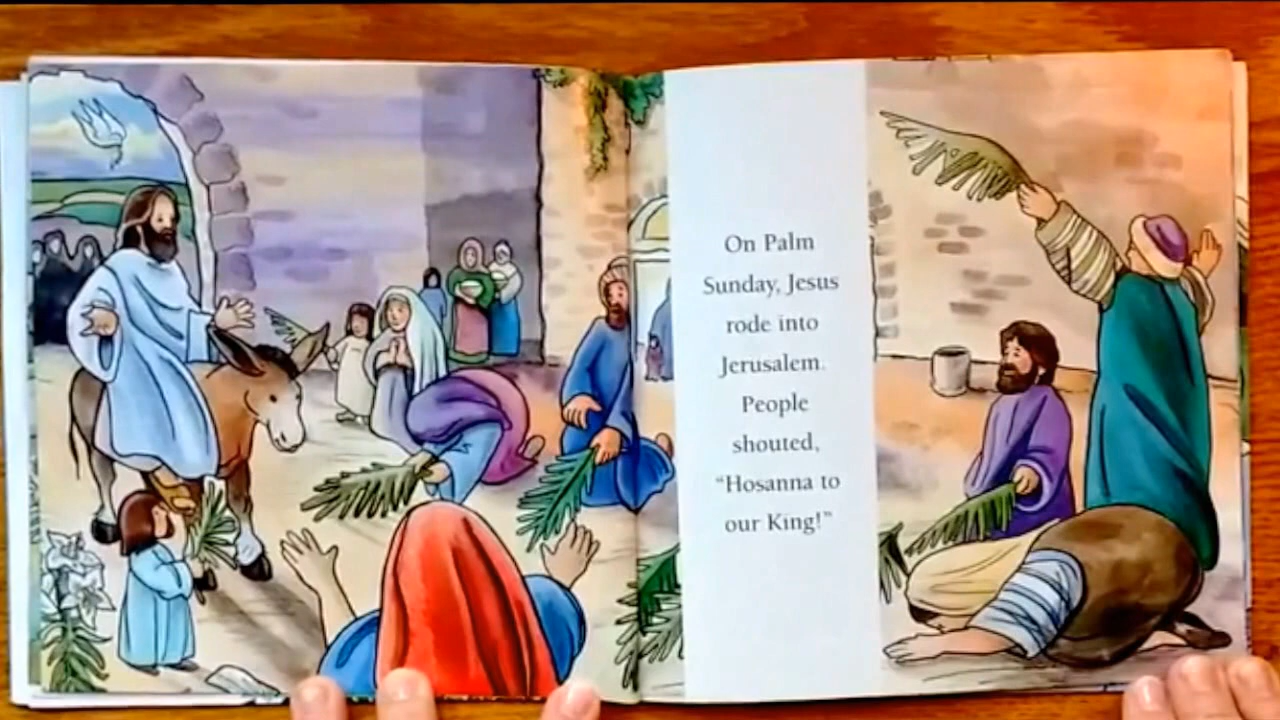 On Palm
Sunday, Jesus
rode into
Jerusalem.
People
shouted,
“Hosanna to
our King!”